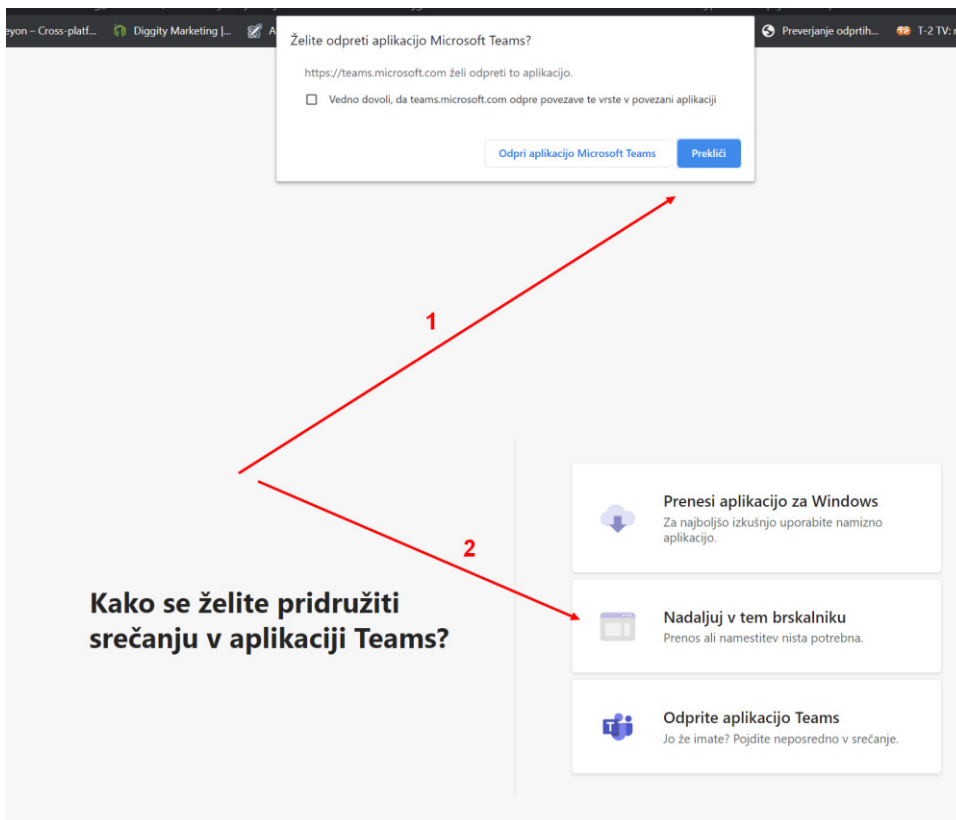 eyon – Cross-platf...
Diggity Marketing |...
A
Preverjanje odprtih...
T-2 TV:
Želite odpreti aplikacijo Microsoft Teams?
https://teams.microsoft.com želi odpreti to aplikacijo.
Vedno dovoli, da teams.microsoft.com odpre povezave te vrste v povezani aplikaciji
Odpri aplikacijo Microsoft Teams
Prekliči
1
2
Kako se želite pridružiti
srečanju v aplikaciji Teams?
Prenesi aplikacijo za Windows
Za najboljšo izkušnjo uporabite namizno
aplikacijo.
Nadaljuj v tem brskalniku
Prenos ali namestitev nista potrebna.
Odprite aplikacijo Teams
Jo že imate? Pojdite neposredno v srečanje.